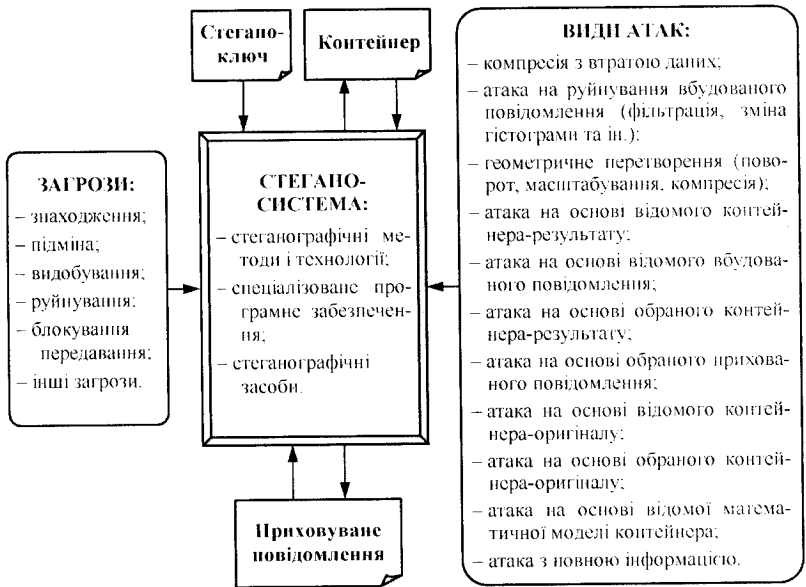 Стегано-
ключ
Контейнер
ЗАГРОЗИ:
– знаходження;
– підміна;
– видобування;
– руйнування;
– блокування
передавання;
– інші загрози.
СТЕГАНО-
СИСТЕМА:
– стеганографічні ме-
тоди і технології;
– спеціалізоване про-
грамне забезпечен-
ня;
– стеганографічні
засоби.
Приховуване
повідомлення
ВИДИ АТАК:
– компресія з втратою даних;
– атака на руйнування вбудованого
повідомлення (фільтрація, зміна
гістограми та ін.);
– геометричне перетворення (пово-
рот, масштабування, компресія);
– атака на основі відомого контей-
нера-результату;
– атака на основі відомого вбудова-
ного повідомлення;
– атака на основі обраного контей-
нера-результату;
– атака на основі обраного прихова-
ного повідомлення;
– атака на основі відомого контей-
нера-оригіналу;
– атака на основі обраного контей-
нера-оригіналу;
– атака на основі відомої матема-
тичної моделі контейнера;
– атака з повною інформацією.